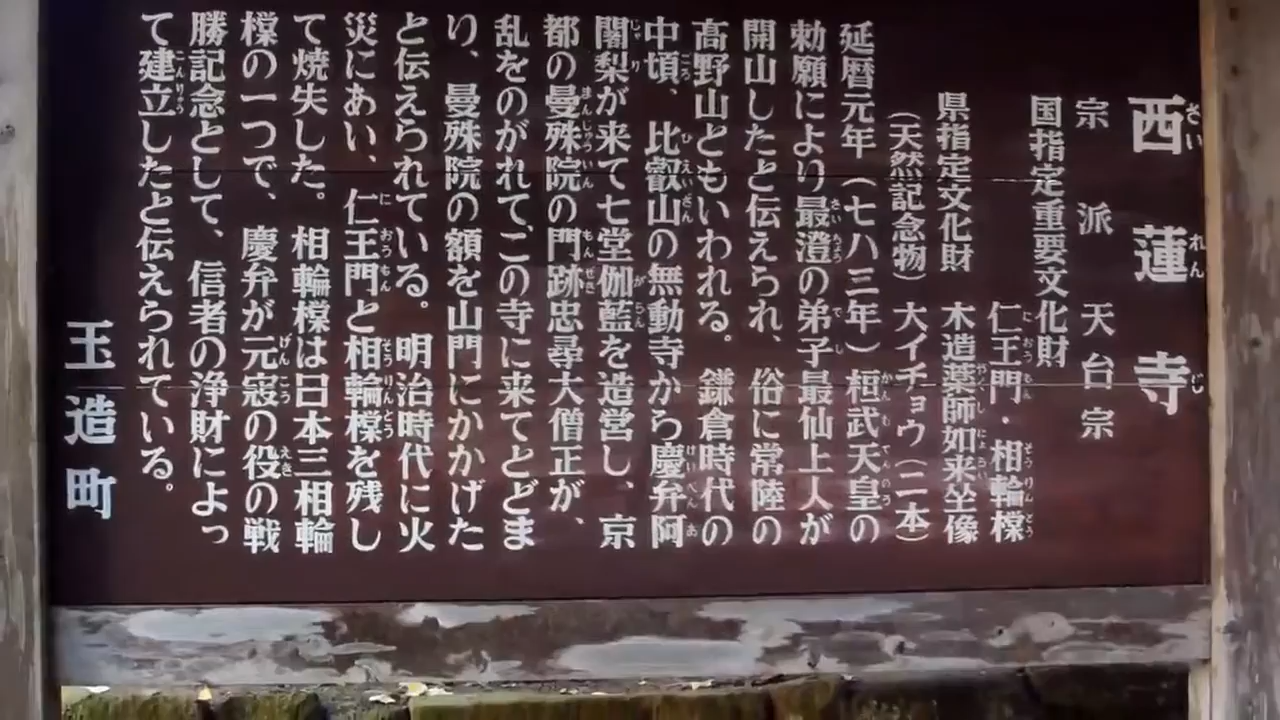 西蓮寺
宗派 天台宗
国指定重要文化財
仁王門・相輪橖
県指定文化財 木造薬師如来坐像
(天然記念物) 大イチョウ(二本)
延暦元年(七八三年)桓武天皇の
勅願により最澄の弟子最仙上人が
開山したと伝えられ、俗に常陸の
高野山ともいわれる。鎌倉時代の
中頃、比叡山の無動寺から慶弁阿
闍梨が来て七堂伽藍を造営し、京
都の曼殊院の門跡忠尋大僧正が、
乱をのがれて、この寺に来てとどま
り、曼殊院の額を山門にかかげた
と伝えられている。明治時代に火
災にあい、仁王門と相輪橖を残し
て焼失した。相輪橖は日本三相輪
橖の一つで、慶弁が元寇の役の戦
勝記念として、信者の浄財によっ
て建立したと伝えられている。
玉造町